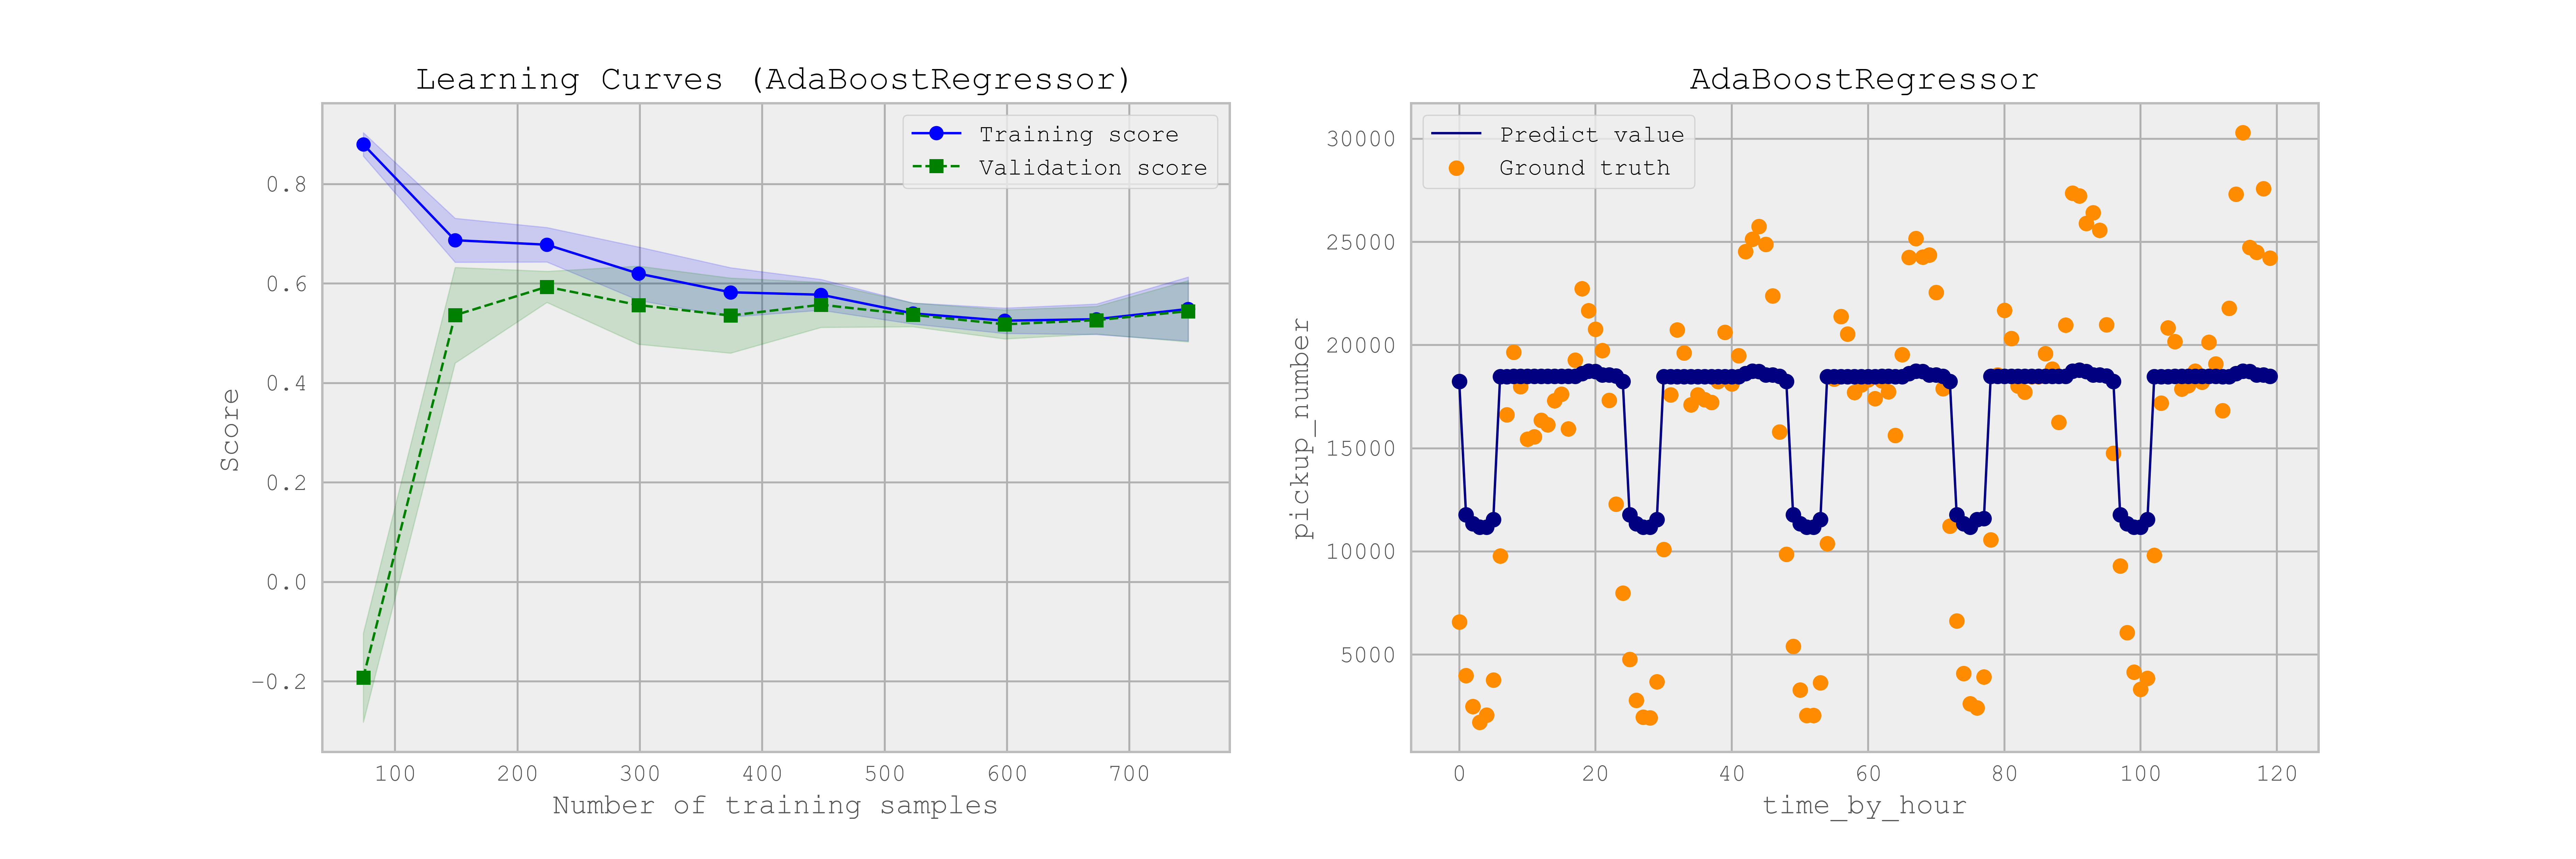 Learning Curves (AdaBoostRegressor)
Training score
Validation score
Score
0.8
0.6
0.4
0.2
0.0
−0.2
100 200 300 400 500 600 700
Number of training samples
AdaBoostRegressor
Predict value
Ground truth
pickup_number
30000
25000
20000
15000
10000
5000
0 20 40 60 80 100 120
time_by_hour